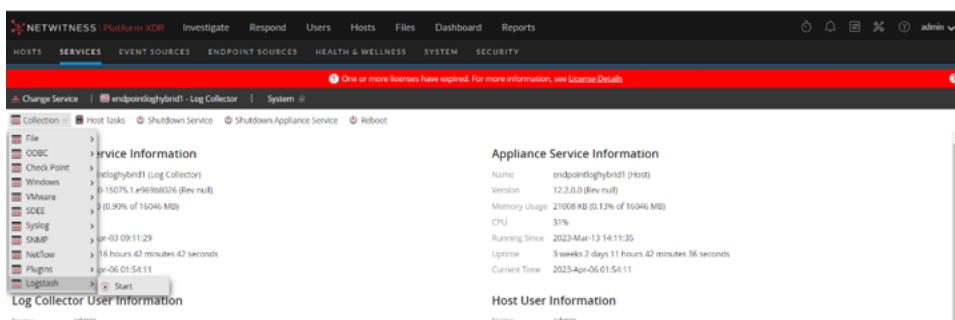 NETWITNESS Platform XDR Investigate Respond Users Hosts Files Dashboard Reports admin
HOSTS SERVICES EVENT SOURCES ENDPOINT SOURCES HEALTH & WELLNESS SYSTEM SECURITY
One or more licenses have expired. For more information, see License Details
Change Service | endpointloghybrid1 - Log Collector | System
Collection Host Tasks Shutdown Service Shutdown Appliance Service Reboot
File
ODBC
Check Point
Windows
VMware
SDEE
Syslog
SNMP
Netflow
Plugins
Logstash
Start
ervice Information
ntloghybrid1 (Log Collector)
0-15075.1.e969b8026 (Rev null)
(0.90% of 16046 MB)
pr-03 09:11:29
16 hours 42 minutes 42 seconds
pr-06 01:54:11
Appliance Service Information
Name endpointloghybrid1 (Host)
Version 12.2.0.0 (Rev null)
Memory Usage 21008 KB (0.13% of 16046 MB)
CPU 31%
Running Since 2023-Mar-13 14:11:35
Uptime 3 weeks 2 days 11 hours 42 minutes 36 seconds
Current Time 2023-Apr-06 01:54:11
Log Collector User Information
Host User Information
Name admin
Name admin